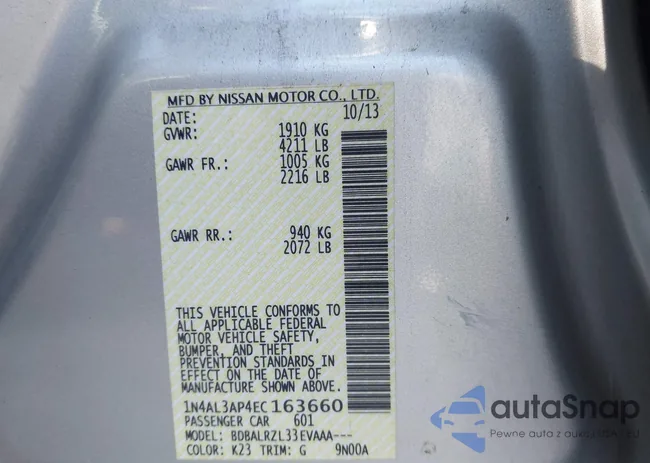 MFD BY NISSAN MOTOR CO., LTD.
DATE: 10/13
GVWR: 1910 KG
4211 LB
GAWR FR.: 1005 KG
2216 LB
GAWR RR.: 940 KG
2072 LB
THIS VEHICLE CONFORMS TO
ALL APPLICABLE FEDERAL
MOTOR VEHICLE SAFETY,
BUMPER, AND THEFT
PREVENTION STANDARDS IN
EFFECT ON THE DATE OF
MANUFACTURE SHOWN ABOVE.
1N4AL3AP4EC163660
PASSENGER CAR 601
MODEL: BDBALRZL33EVAAA---
COLOR: K23 TRIM: G 9N00A
autoSnap
Pewne auta z ubezpieczalni